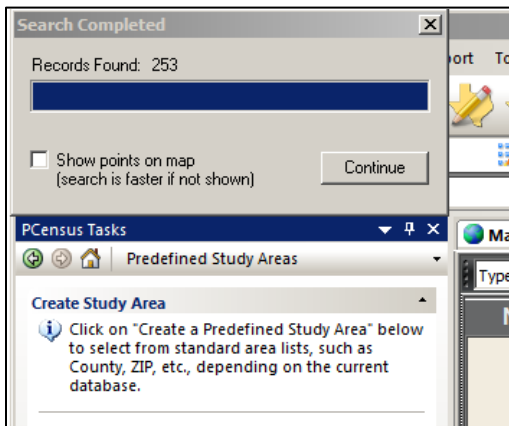 Search Completed
Records Found: 253
Show points on map
(search is faster if not shown)
Continue
PCensus Tasks
Predefined Study Areas
Create Study Area
Click on "Create a Predefined Study Area" below
to select from standard area lists, such as
County, ZIP, etc., depending on the current
database.
ort To
Ma
Type